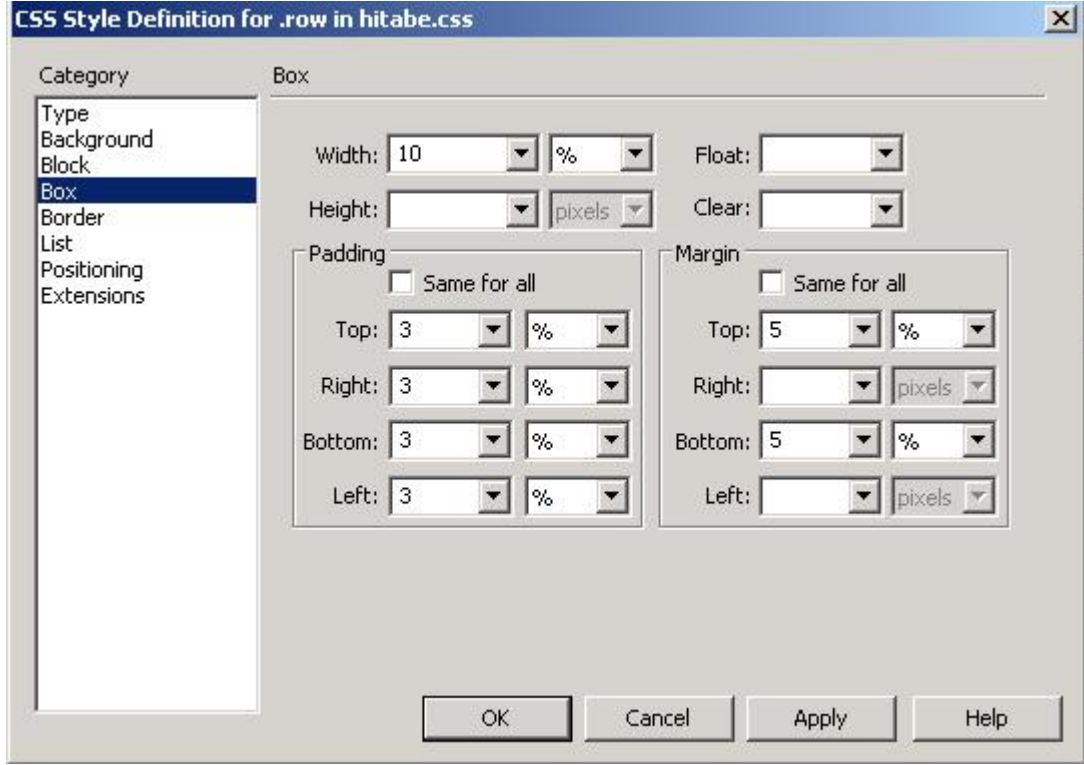 CSS Style Definition for .row in hitabe.css
Category
Type
Background
Block
Box
Border
List
Positioning
Extensions
Box
Width: 10 % Float:
Height: pixels Clear:
Padding
Same for all
Top: 3 %
Right: 3 %
Bottom: 3 %
Left: 3 %
Margin
Same for all
Top: 5 %
Right: pixels
Bottom: 5 %
Left: pixels
OK Cancel Apply Help